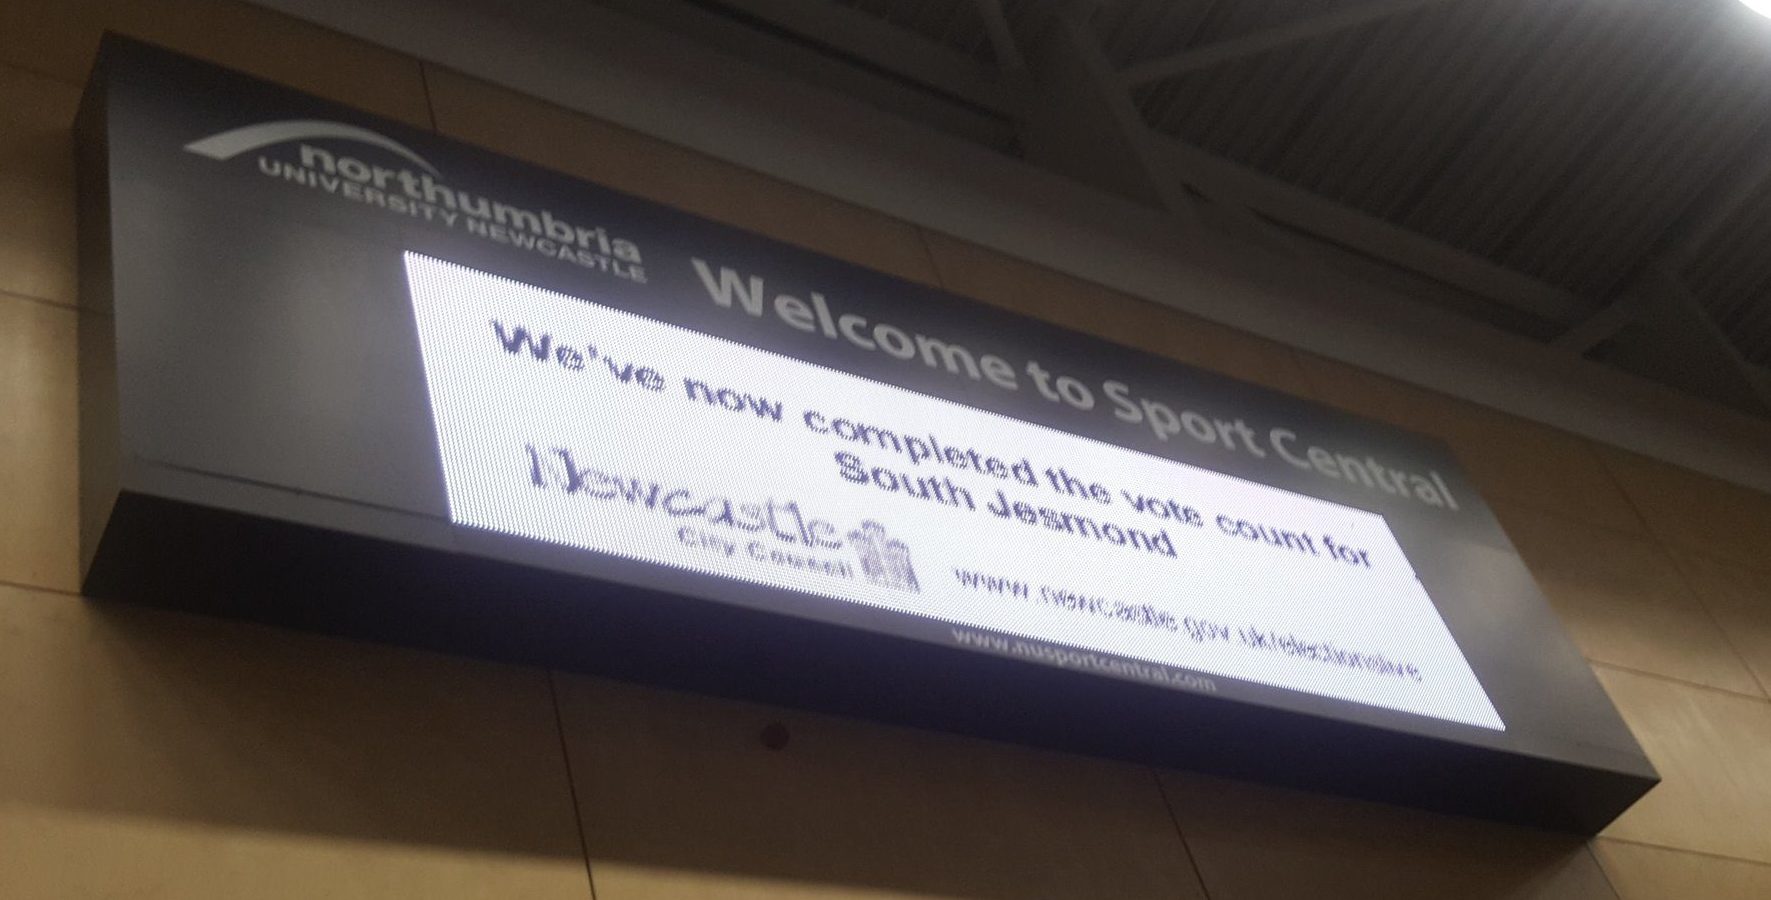 northumbria
UNIVERSITY NEWCASTLE
Welcome to Sport Central
We've now completed the vote count for
South Jesmond
Newcastle
City Council
www.newcastle.gov.uk/electionslive
www.nusportcentral.com